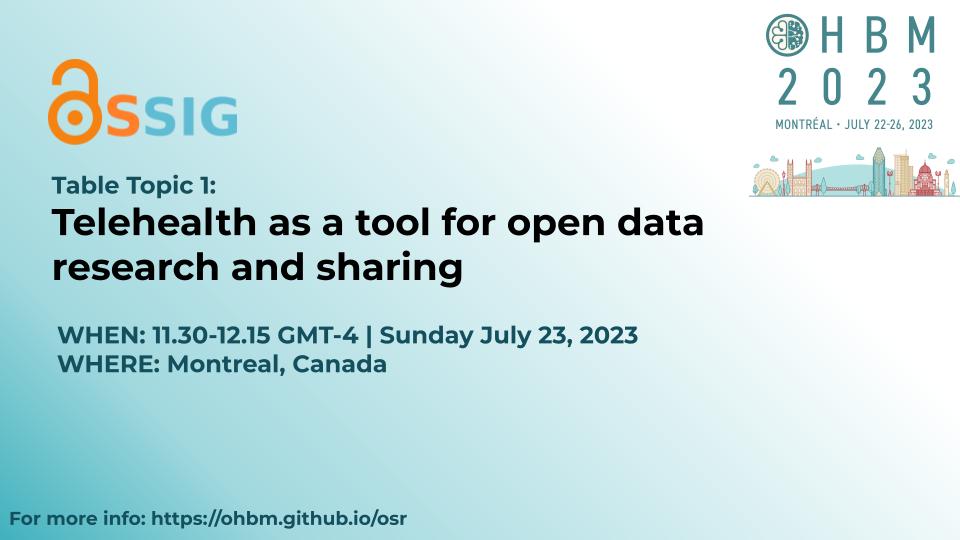 OHBM
2023
MONTRÉAL • JULY 22-26, 2023
OSSIG
Table Topic 1:
Telehealth as a tool for open data
research and sharing
WHEN: 11.30-12.15 GMT-4 | Sunday July 23, 2023
WHERE: Montreal, Canada
For more info: https://ohbm.github.io/osr